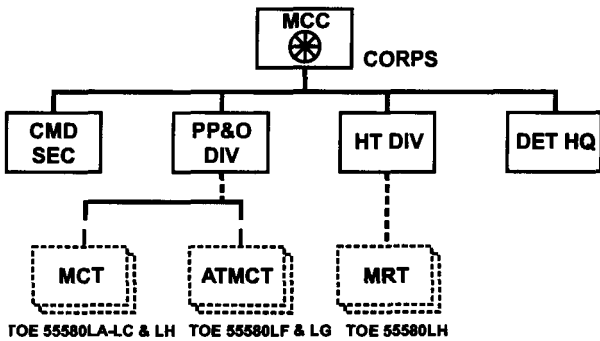 MCC
CORPS
CMD
SEC
PP&O
DIV
HT DIV
DET HQ
MCT
ATMCT
MRT
TOE 55580LA-LC & LH
TOE 55580LF & LG
TOE 55580LH